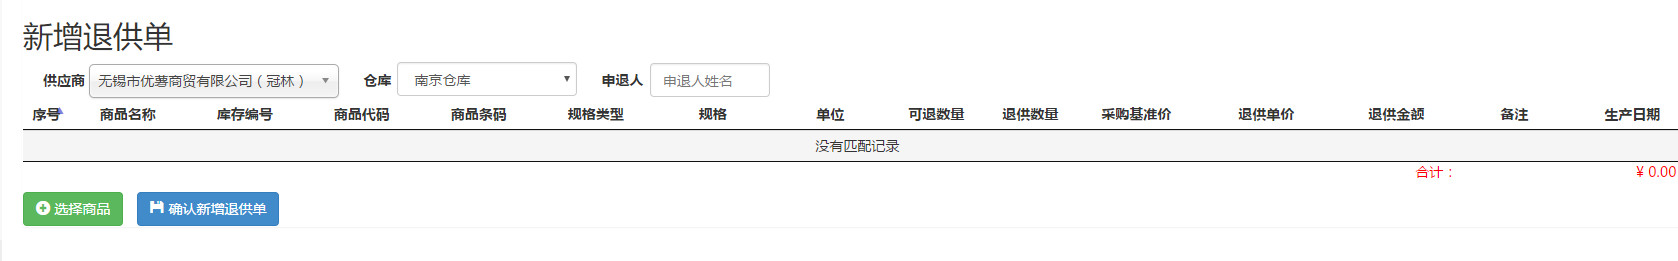 新增退供单
供应商 无锡市优薯商贸有限公司（冠林） 仓库 南京仓库 申退人 申退人姓名
序号 商品名称 库存编号 商品代码 商品条码 规格类型 规格 单位 可退数量 退供数量 采购基准价 退供单价 退供金额 备注 生产日期
没有匹配记录
合计： ¥ 0.00
选择商品 确认新增退供单